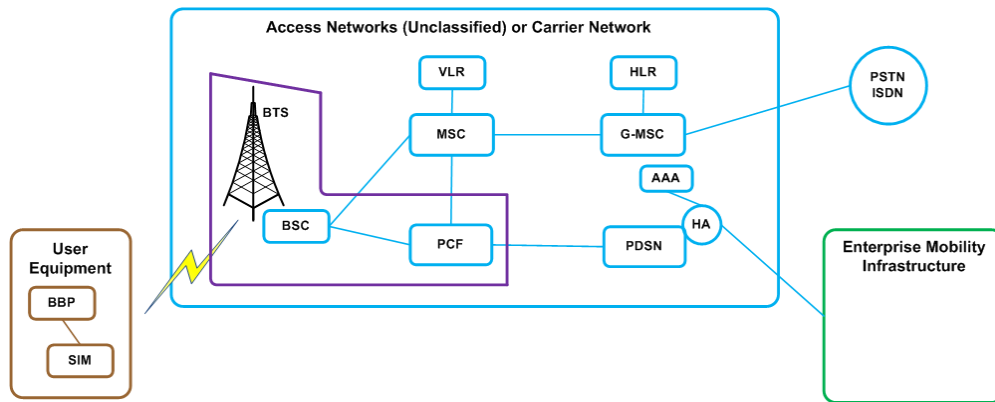 Access Networks (Unclassified) or Carrier Network
VLR
HLR
PSTN
ISDN
BTS
MSC
G-MSC
AAA
BSC
PCF
PDSN
HA
User
Equipment
BBP
SIM
Enterprise Mobility
Infrastructure